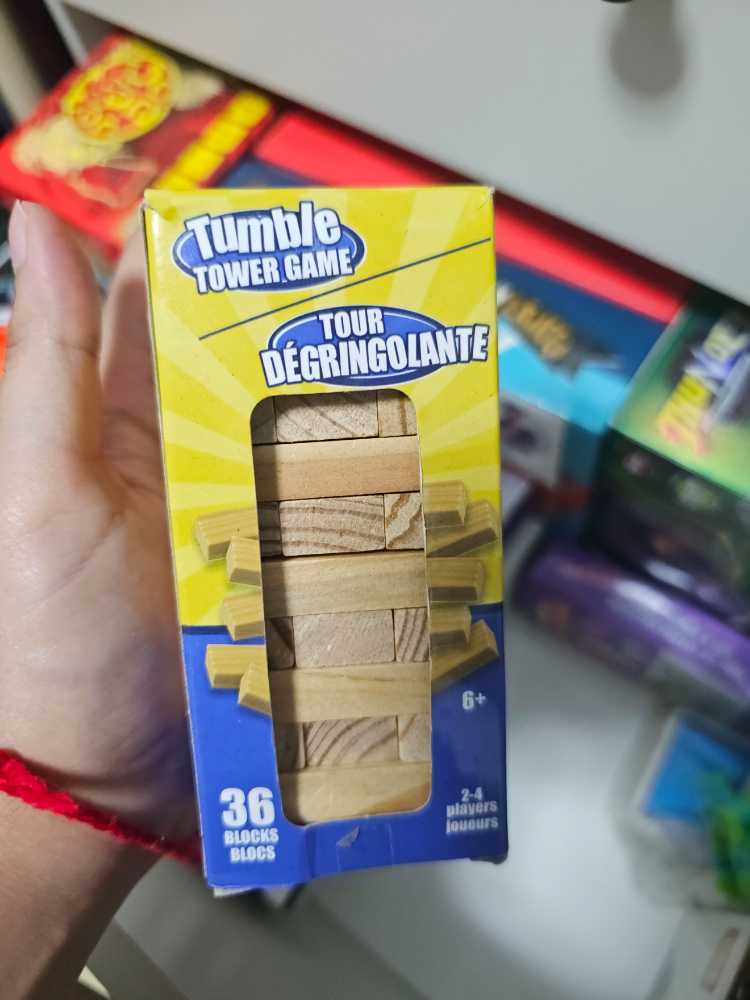 Tumble
TOWER GAME
TOUR
DÉGRINGOLANTE
6+
36
BLOCKS
BLOCS
2-4
players
joueurs